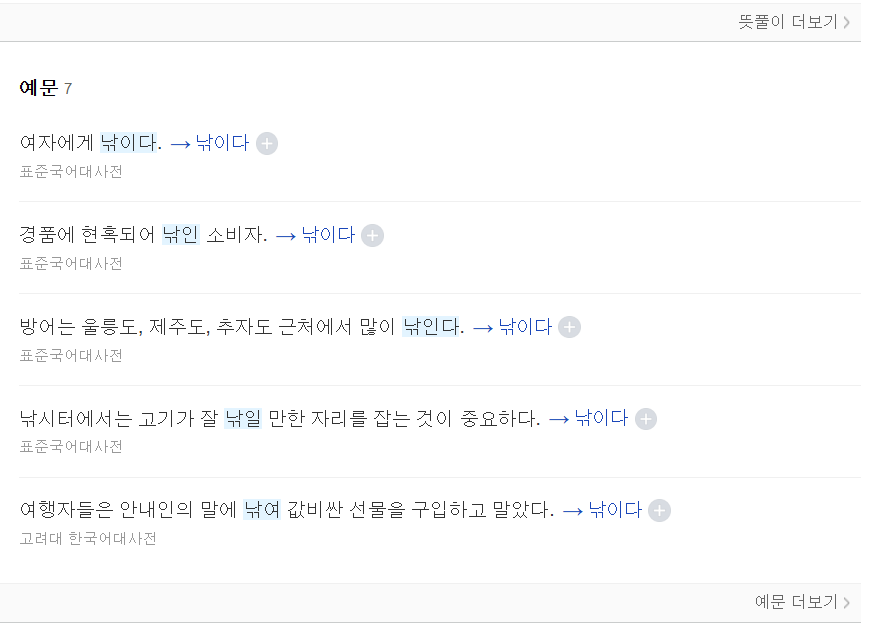 뜻풀이 더보기
예문 7
여자에게 낚이다. → 낚이다
표준국어대사전
경품에 현혹되어 낚인 소비자. → 낚이다
표준국어대사전
방어는 울릉도, 제주도, 추자도 근처에서 많이 낚인다. → 낚이다
표준국어대사전
낚시터에서는 고기가 잘 낚일 만한 자리를 잡는 것이 중요하다. → 낚이다
표준국어대사전
여행자들은 안내인의 말에 낚여 값비싼 선물을 구입하고 말았다. → 낚이다
고려대 한국어대사전
예문 더보기